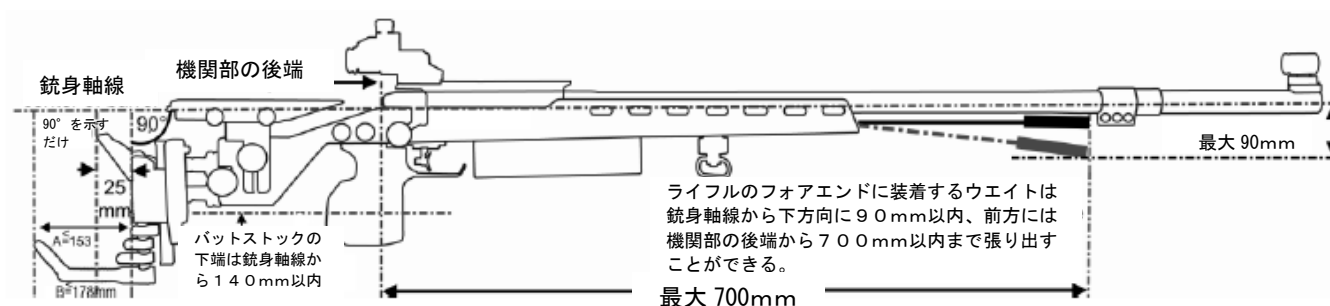 銃身軸線
機関部の後端
90°を示す
だけ
90°
25
mm
A≦153
B≦178mm
バットストックの
下端は銃身軸線か
ら１４０ｍｍ以内
最大 90mm
ライフルのフォアエンドに装着するウエイトは
銃身軸線から下方向に９０ｍｍ以内、前方には
機関部の後端から７００ｍｍ以内まで張り出す
ことができる。
最大 700mm